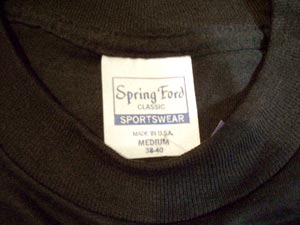 Spring Ford
CLASSIC
SPORTSWEAR
MADE IN U.S.A.
MEDIUM
38-40